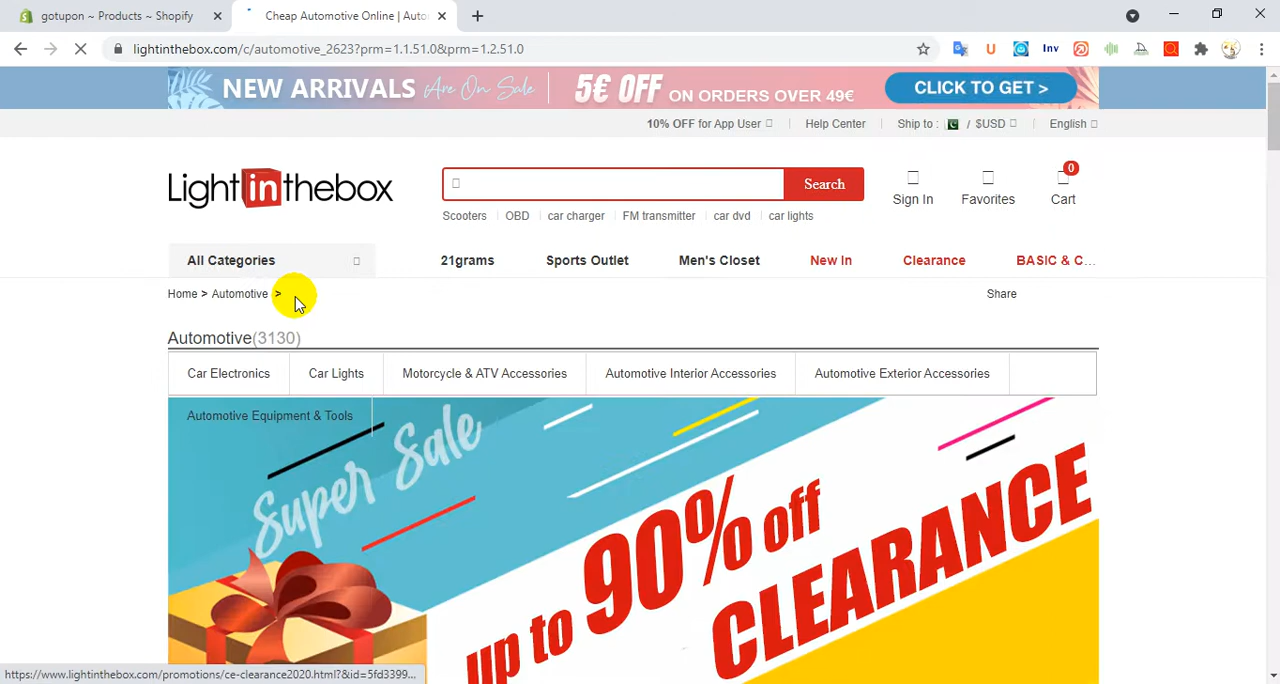 gotupon ~ Products ~ Shopify
Cheap Automotive Online | Auto
lightinthebox.com/c/automotive_2623?prm=1.1.51.0&prm=1.2.51.0
U
Inv
NEW ARRIVALS Are On Sale 5€ OFF ON ORDERS OVER 49€ CLICK TO GET >
10% OFF for App User Help Center Ship to : / $USD English
Lightinthebox
Search
0
Sign In Favorites Cart
Scooters OBD car charger FM transmitter car dvd car lights
All Categories 21grams Sports Outlet Men's Closet New In Clearance BASIC & C...
Home > Automotive > Share
Automotive(3130)
Car Electronics Car Lights Motorcycle & ATV Accessories Automotive Interior Accessories Automotive Exterior Accessories
Automotive Equipment & Tools
Super Sale
up to 90% off
CLEARANCE
https://www.lightinthebox.com/promotions/ce-clearance2020.html?&id=5fd3399...